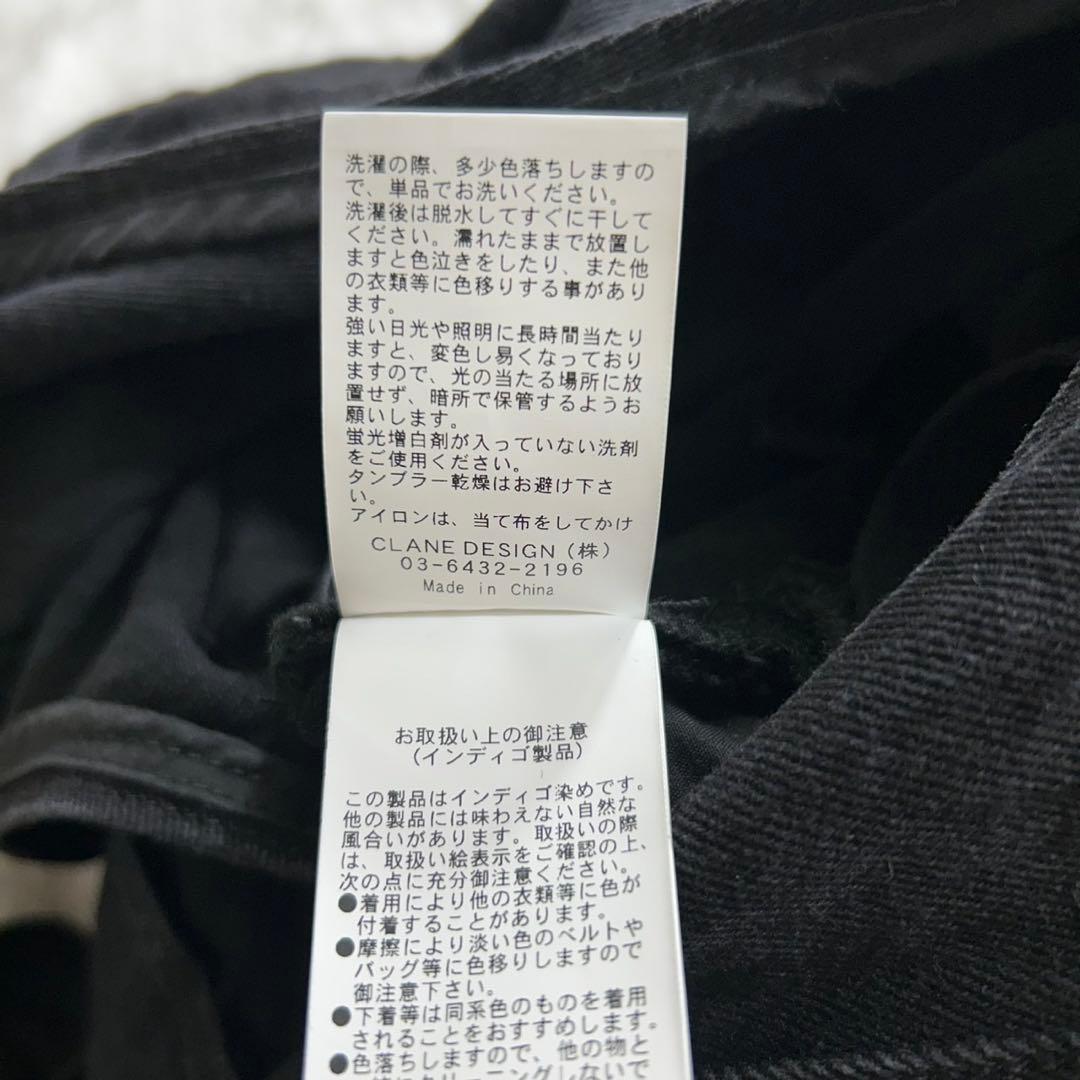 洗濯の際、多少色落ちしますの
で、単品でお洗いください。
洗濯後は脱水してすぐに干して
ください。濡れたままで放置し
ますと色泣きをしたり、また他
の衣類等に色移りする事があり
ます。
強い日光や照明に長時間当たり
ますと、変色し易くなっており
ますので、光の当たる場所に放
置せず、暗所で保管するようお
願いします。
蛍光増白剤が入っていない洗剤
をご使用ください。
タンブラー乾燥はお避け下さ
い。
アイロンは、当て布をしてかけ
CLANE DESIGN（株）
03-6432-2196
Made in China
お取扱い上の御注意
(インディゴ製品)
この製品はインディゴ染めです。
他の製品には味わえない自然な
風合いがあります。取扱いの際
は、取扱い絵表示をご確認の上、
次の点に充分御注意ください。
●着用により他の衣類等に色が
付着することがあります。
●摩擦により淡い色のベルトや
バッグ等に色移りしますので
御注意下さい。
●下着等は同系色のものを着用
されることをおすすめします。
●色落ちしますので、他の物と
一緒にクリーニングしないで